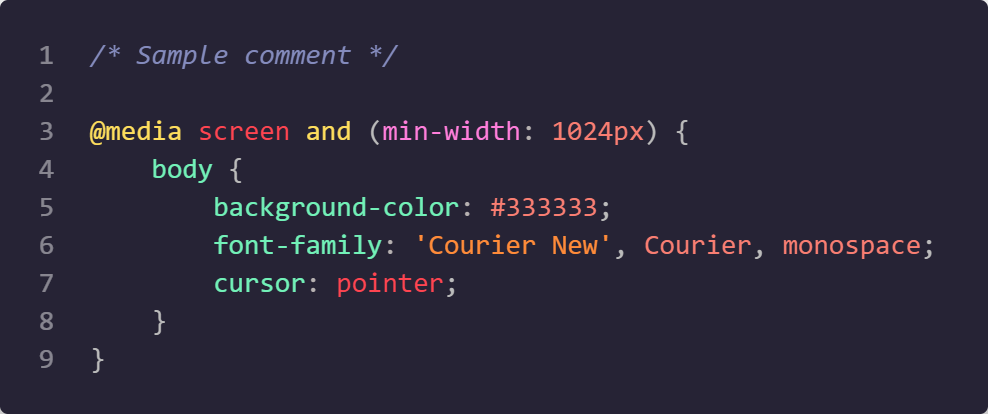 1 /* Sample comment */
2
3 @media screen and (min-width: 1024px) {
4     body {
5         background-color: #333333;
6         font-family: 'Courier New', Courier, monospace;
7         cursor: pointer;
8     }
9 }